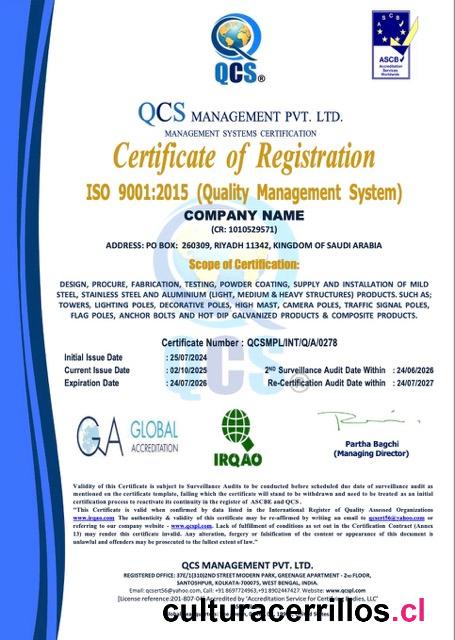 QCS®
ASCB
ASCB
Accreditation
Services
Worldwide
QCS MANAGEMENT PVT. LTD.
MANAGEMENT SYSTEMS CERTIFICATION
Certificate of Registration
ISO 9001:2015 (Quality Management System)
COMPANY NAME
(CR: 1010529571)
ADDRESS: PO BOX: 260309, RIYADH 11342, KINGDOM OF SAUDI ARABIA
Scope of Certification:
DESIGN, PROCURE, FABRICATION, TESTING, POWDER COATING, SUPPLY AND INSTALLATION OF MILD
STEEL, STAINLESS STEEL AND ALUMINIUM (LIGHT, MEDIUM & HEAVY STRUCTURES) PRODUCTS. SUCH AS;
TOWERS, LIGHTING POLES, DECORATIVE POLES, HIGH MAST, CAMERA POLES, TRAFFIC SIGNAL POLES,
FLAG POLES, ANCHOR BOLTS AND HOT DIP GALVANIZED PRODUCTS & COMPOSITE PRODUCTS.
QCS®
Certificate Number : QCSMPL/INT/Q/A/0278
Initial Issue Date : 25/07/2024
Current Issue Date : 02/10/2025 2ND Surveillance Audit Date Within : 24/06/2026
Expiration Date : 24/07/2026 Re-Certification Audit Date within : 24/07/2027
GA GLOBAL
ACCREDITATION
IRQAO
Partha Bagchi
(Managing Director)
Validity of this Certificate is subject to Surveillance Audits to be conducted before scheduled due date of surveillance audit as
mentioned on the certificate template, failing which the certificate will stand to be withdrawn and need to be treated as an initial
certification process to reactivate its continuity in the register of ASCBE and QCS .
"This Certificate is valid when confirmed by data listed in the International Register of Quality Assessed Organizations
www.irqao.com The authenticity & validity of this certificate may be re-affirmed by writing an email to qcsert56@yahoo.com or
referring to our company website - www.qcspl.com. Lack of fulfilment of conditions as set out in the Certification Contract (Annex
13) may render this certificate invalid. Any alteration, forgery or falsification of the content or appearance of this document is
unlawful and offenders may be prosecuted to the fullest extent of law."
QCS MANAGEMENT PVT. LTD.
REGISTERED OFFICE: 37E/1(310)2ND STREET MODERN PARK, GREENAGE APARTMENT - 2ND FLOOR,
SANTOSHPUR, KOLKATA-700075, WEST BENGAL, INDIA.
Email: qcsert56@yahoo.com, Call: +91 8697724963,+91 8902447427. Website: www.qcspl.com
[License reference:201-807-04] Accredited by 'Accreditation Service for Certifying Bodies, LLC'
culturacerrillos.cl